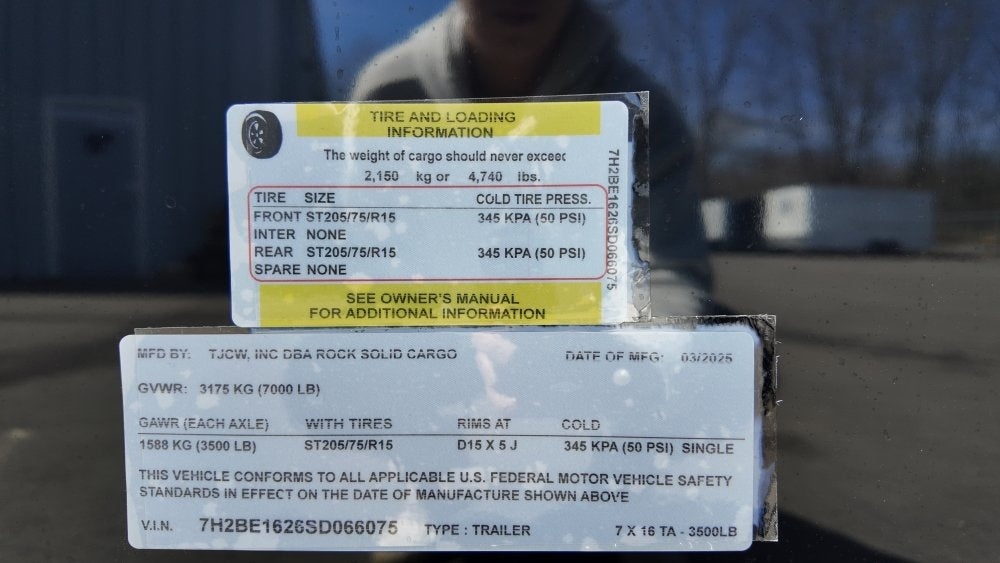 TIRE AND LOADING
INFORMATION
The weight of cargo should never exceed
2,150 kg or 4,740 lbs.
TIRE SIZE COLD TIRE PRESS.
FRONT ST205/75/R15 345 KPA (50 PSI)
INTER NONE
REAR ST205/75/R15 345 KPA (50 PSI)
SPARE NONE
SEE OWNER'S MANUAL
FOR ADDITIONAL INFORMATION
7H2BE1626SD066075
MFD BY: TJCW, INC DBA ROCK SOLID CARGO DATE OF MFG: 03/2025
GVWR: 3175 KG (7000 LB)
GAWR (EACH AXLE) WITH TIRES RIMS AT COLD
1588 KG (3500 LB) ST205/75/R15 D15 X 5 J 345 KPA (50 PSI) SINGLE
THIS VEHICLE CONFORMS TO ALL APPLICABLE U.S. FEDERAL MOTOR VEHICLE SAFETY
STANDARDS IN EFFECT ON THE DATE OF MANUFACTURE SHOWN ABOVE
V.I.N. 7H2BE1626SD066075 TYPE : TRAILER 7 X 16 TA - 3500LB